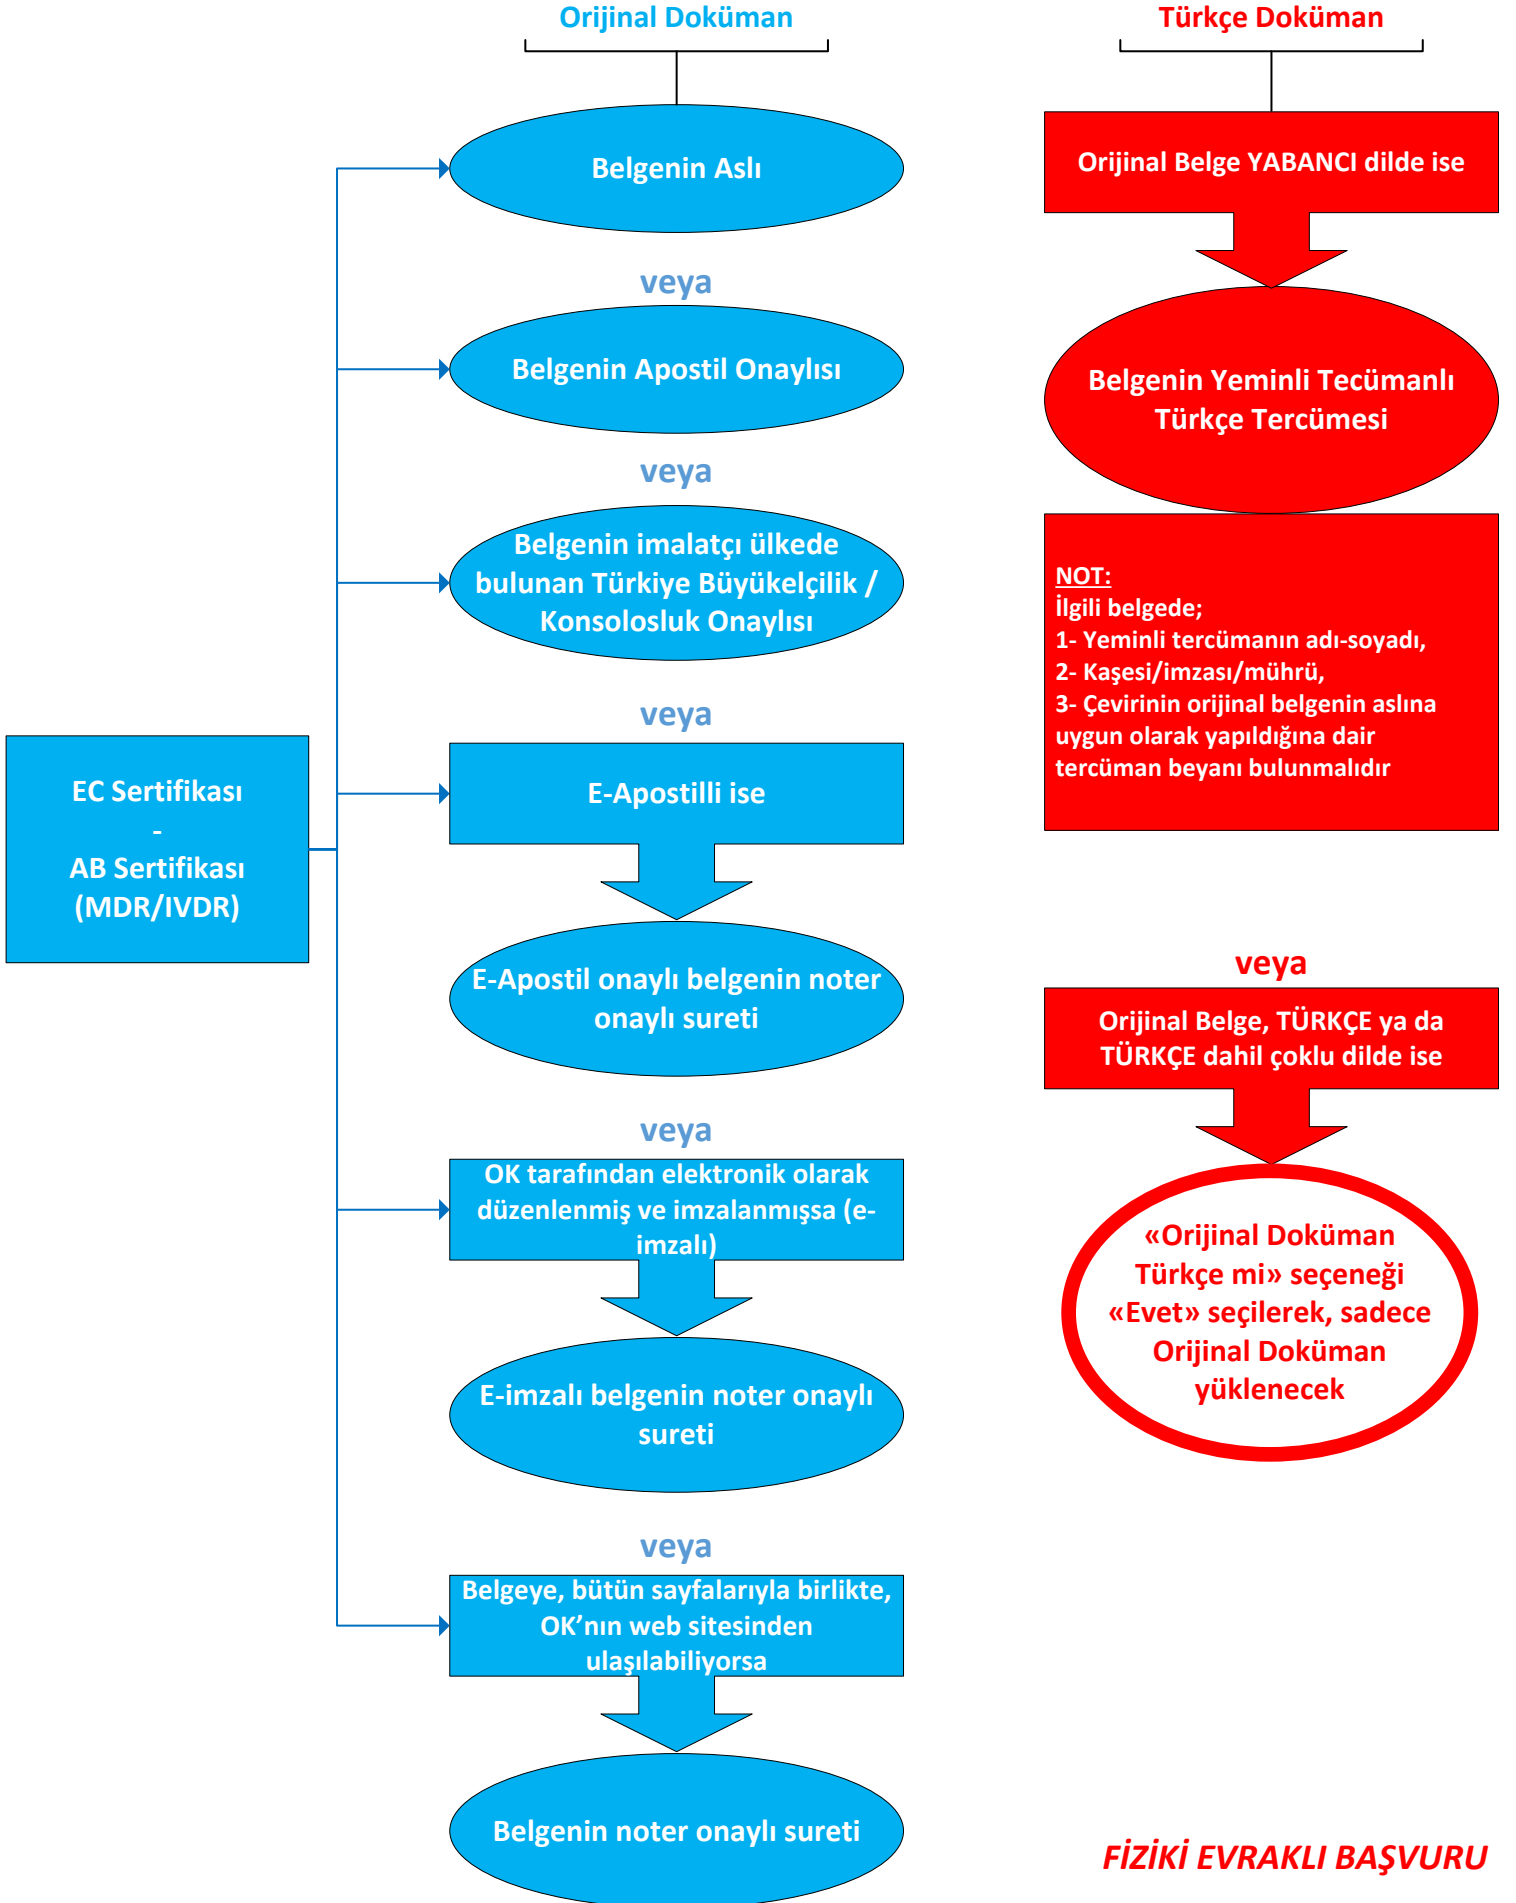 Orijinal Doküman
Belgenin Aslı
veya
Belgenin Apostil Onaylısı
veya
Belgenin imalatçı ülkede
bulunan Türkiye Büyükelçilik /
Konsolosluk Onaylısı
veya
EC Sertifikası
-
AB Sertifikası
(MDR/IVDR)
E-Apostilli ise
E-Apostil onaylı belgenin noter
onaylı sureti
veya
OK tarafından elektronik olarak
düzenlenmiş ve imzalanmışsa (e-
imzalı)
E-imzalı belgenin noter onaylı
sureti
veya
Belgeye, bütün sayfalarıyla birlikte,
OK’nın web sitesinden
ulaşılabiliyorsa
Belgenin noter onaylı sureti
Türkçe Doküman
Orijinal Belge YABANCI dilde ise
Belgenin Yeminli Tecümanlı
Türkçe Tercümesi
NOT:
İlgili belgede;
1- Yeminli tercümanın adı-soyadı,
2- Kaşesi/imzası/mührü,
3- Çevirinin orijinal belgenin aslına
uygun olarak yapıldığına dair
tercüman beyanı bulunmalıdır
veya
Orijinal Belge, TÜRKÇE ya da
TÜRKÇE dahil çoklu dilde ise
«Orijinal Doküman
Türkçe mi» seçeneği
«Evet» seçilerek, sadece
Orijinal Doküman
yüklenecek
FİZİKİ EVRAKLI BAŞVURU